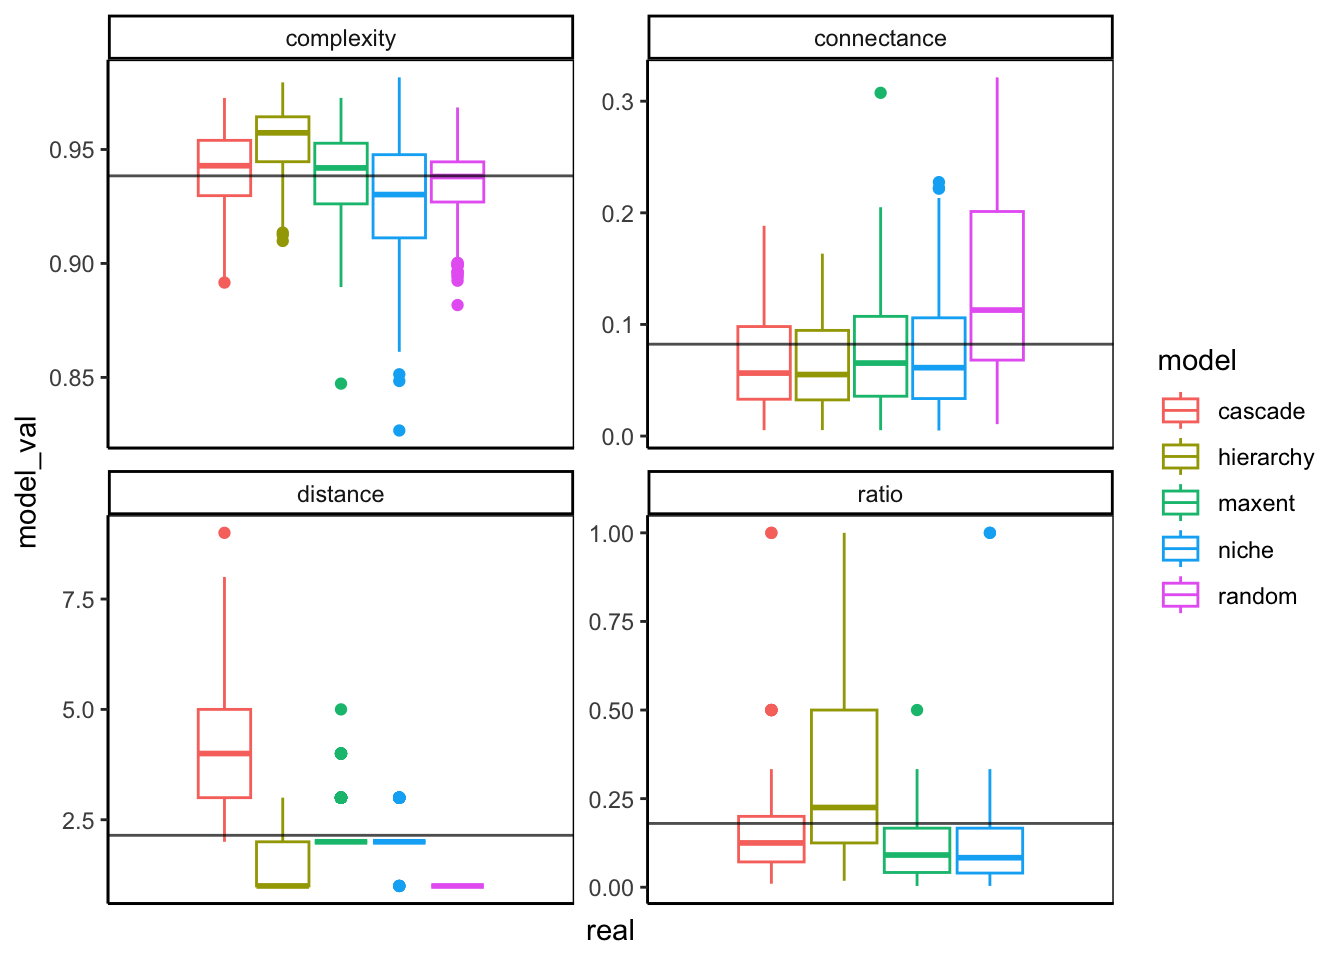 complexity
connectance
0.95
0.90
0.85
0.3
0.2
0.1
0.0
distance
ratio
7.5
5.0
2.5
1.00
0.75
0.50
0.25
0.00
model_val
real
model
cascade
hierarchy
maxent
niche
random